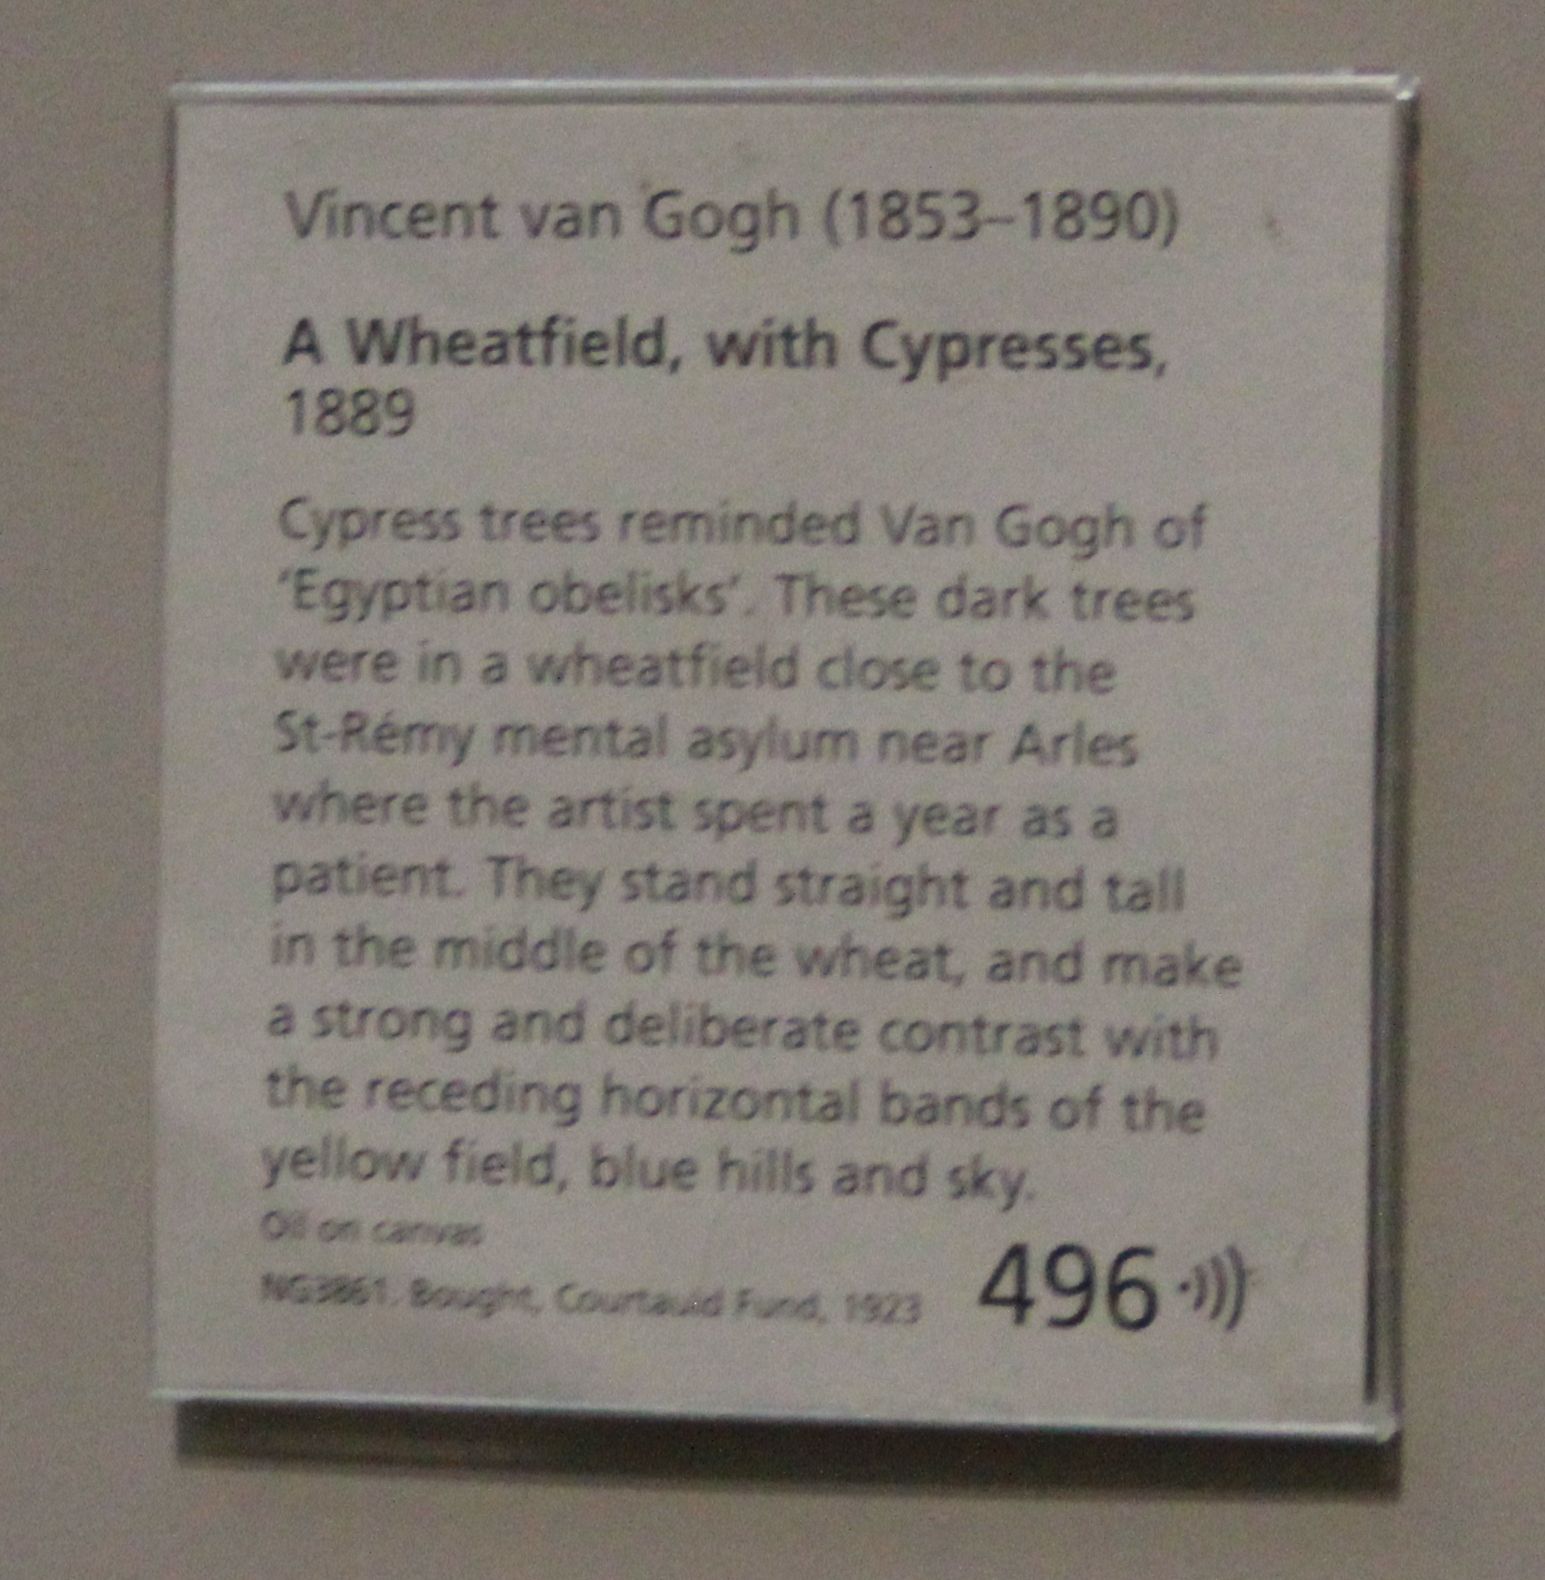 Vincent van Gogh (1853–1890)
A Wheatfield, with Cypresses,
1889
Cypress trees reminded Van Gogh of
‘Egyptian obelisks’. These dark trees
were in a wheatfield close to the
St-Rémy mental asylum near Arles
where the artist spent a year as a
patient. They stand straight and tall
in the middle of the wheat, and make
a strong and deliberate contrast with
the receding horizontal bands of the
yellow field, blue hills and sky.
Oil on canvas
NG3861. Bought, Courtauld Fund, 1923
496